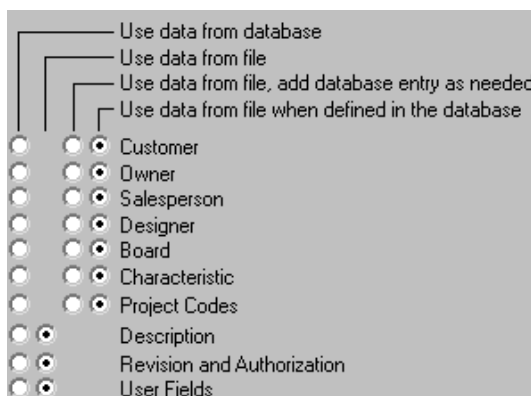 Use data from database
Use data from file
Use data from file, add database entry as needed
Use data from file when defined in the database
Customer
Owner
Salesperson
Designer
Board
Characteristic
Project Codes
Description
Revision and Authorization
User Fields